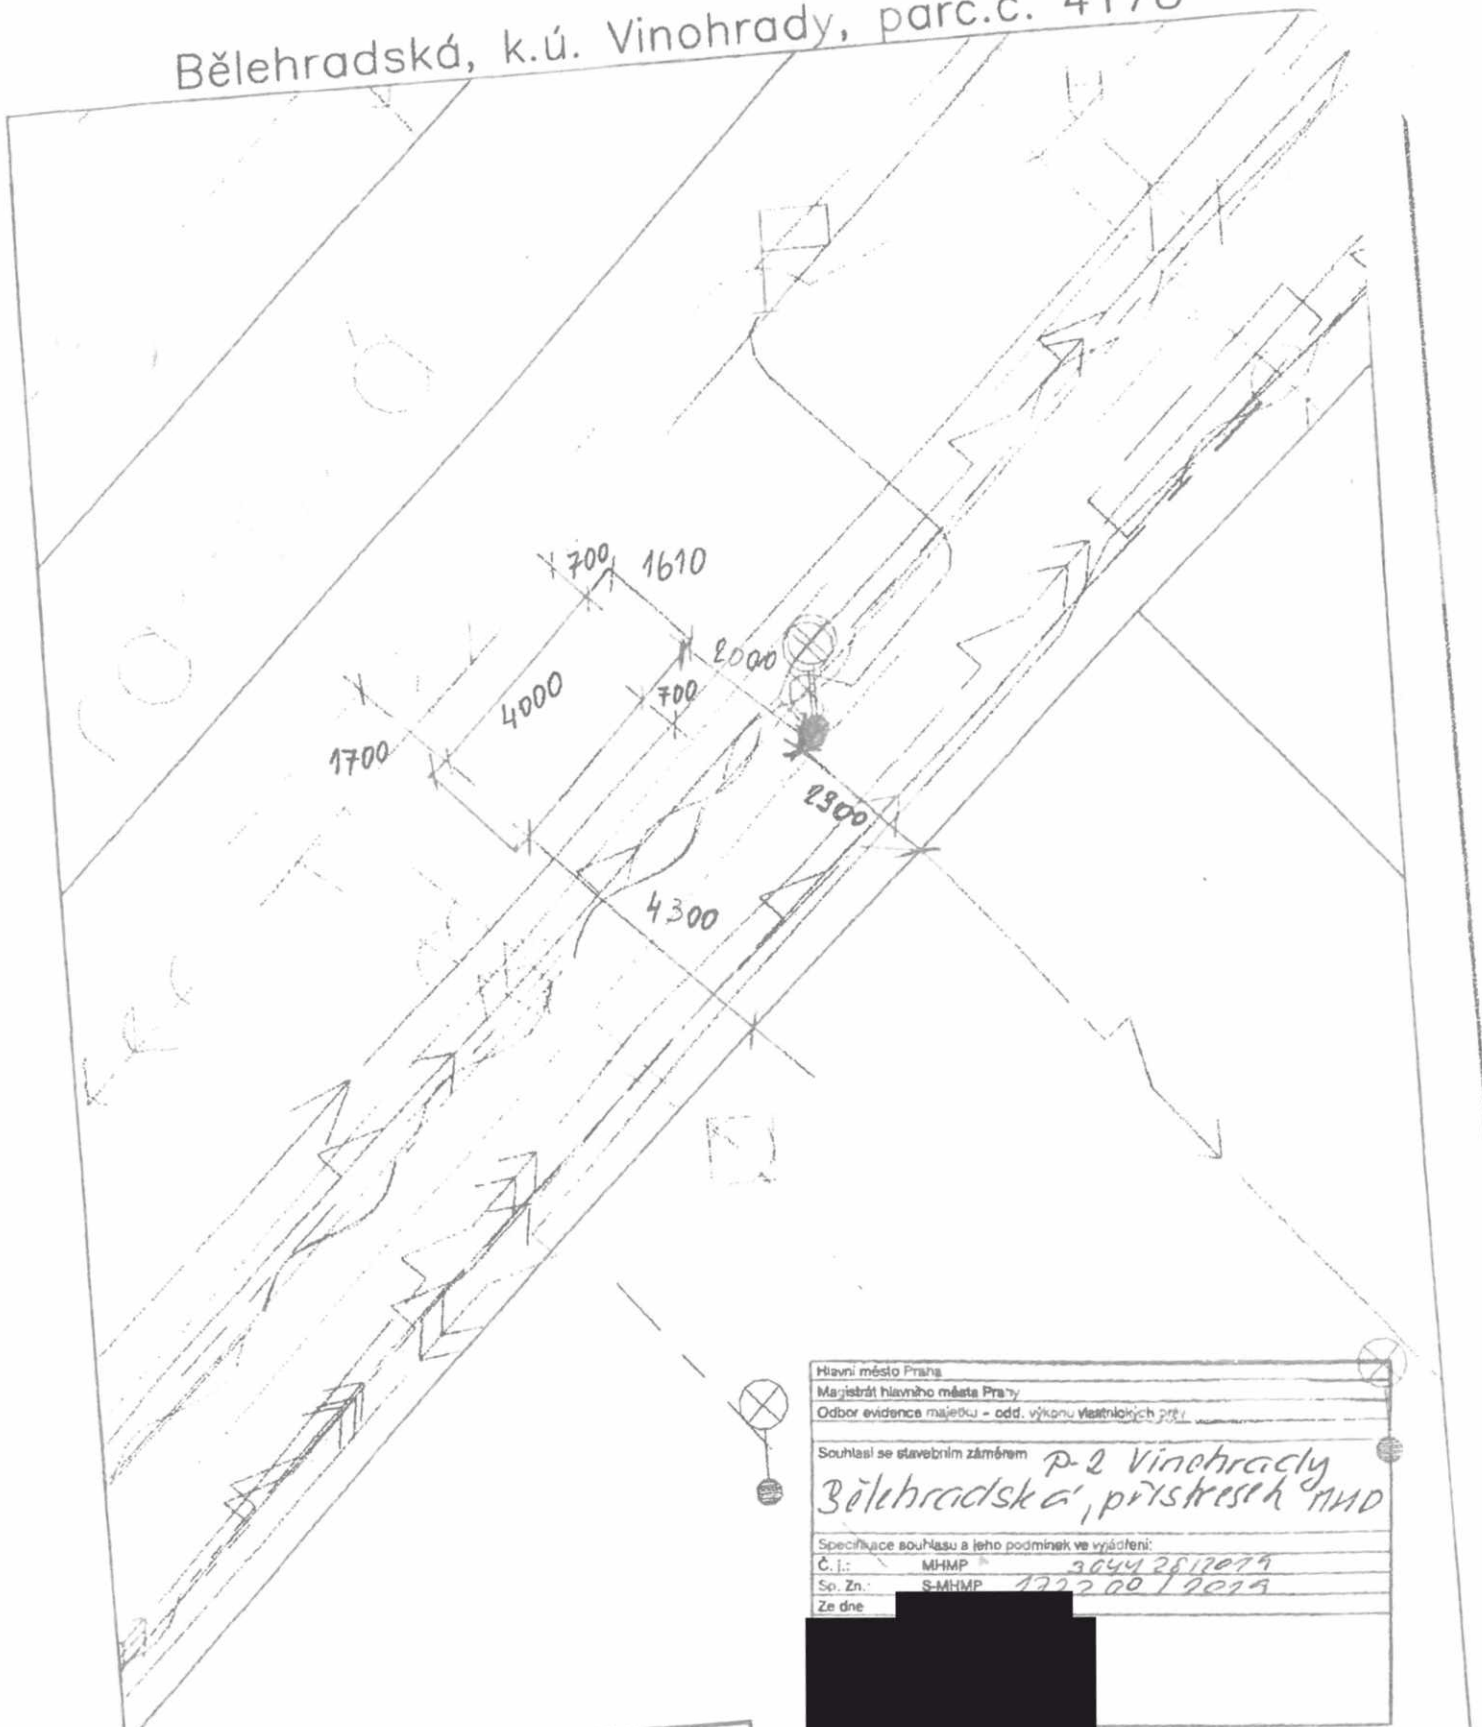 Bělehradská, k.ú. Vinohrady, parc.č.
700
1610
2000
700
4000
1700
2300
4300
Hlavní město Praha
Magistrát hlavního města Prahy
Odbor evidence majetku – odd. výkonu vlastnických práv
Souhlasí se stavebním záměrem P-2 Vinohrady
Bělehradská, přístřešek MHD
Specifikace souhlasu a jeho podmínek ve vyjádření:
Č. j.: MHMP
Sp. Zn.: S-MHMP
Ze dne